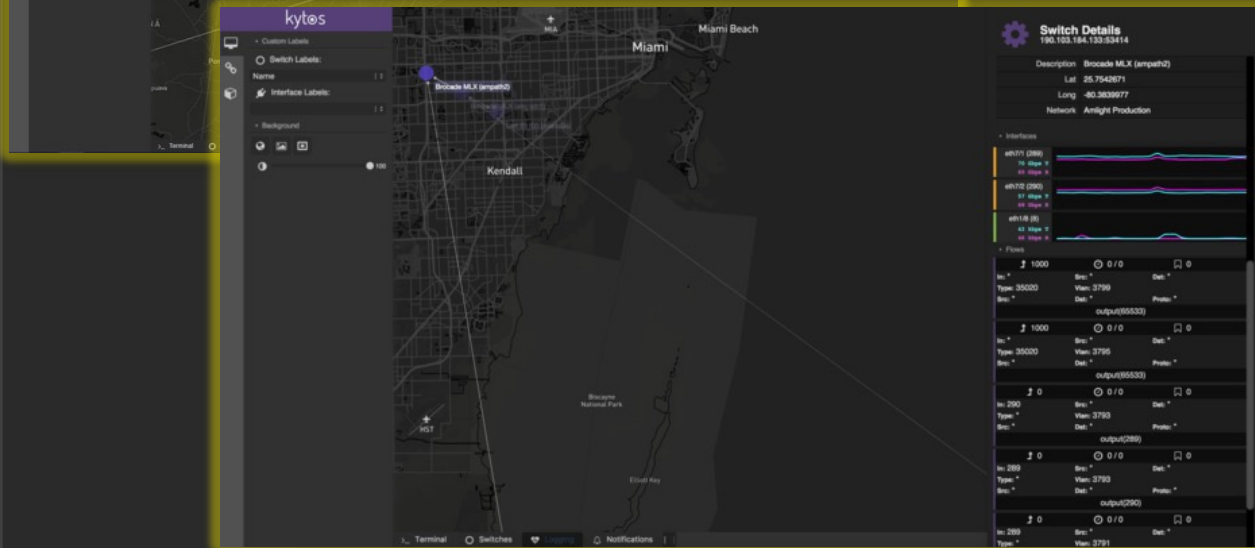 kytos
Custom Labels
Switch Labels:
Name
Interface Labels:
Background
100
MIA
Miami
Miami Beach
Brocade MLX (ampath2)
Kendall
Biscayne
National Park
HST
Elliott Key
>_ Terminal
>_ Terminal
Switches
Logging
Notifications
Switch Details
190.103.184.133:53414
Description Brocade MLX (ampath2)
Lat 25.7542671
Long -80.3839977
Network Amlight Production
Interfaces
eth7/1 (289)
eth7/2 (290)
eth1/8 (8)
Flows
1000 0 / 0 0
In: * Src: * Dst: *
Type: 35020 Vlan: 3799
Src: * Dst: * Proto: *
output(65533)
1000 0 / 0 0
In: * Src: * Dst: *
Type: 35020 Vlan: 3795
Src: * Dst: * Proto: *
output(65533)
0 0 / 0 0
In: 290 Src: * Dst: *
Type: * Vlan: 3793
Src: * Dst: * Proto: *
output(289)
0 0 / 0 0
In: 289 Src: * Dst: *
Type: * Vlan: 3793
Src: * Dst: * Proto: *
output(290)
0 0 / 0 0
In: 289 Src: * Dst: *
Type: * Vlan: 3791